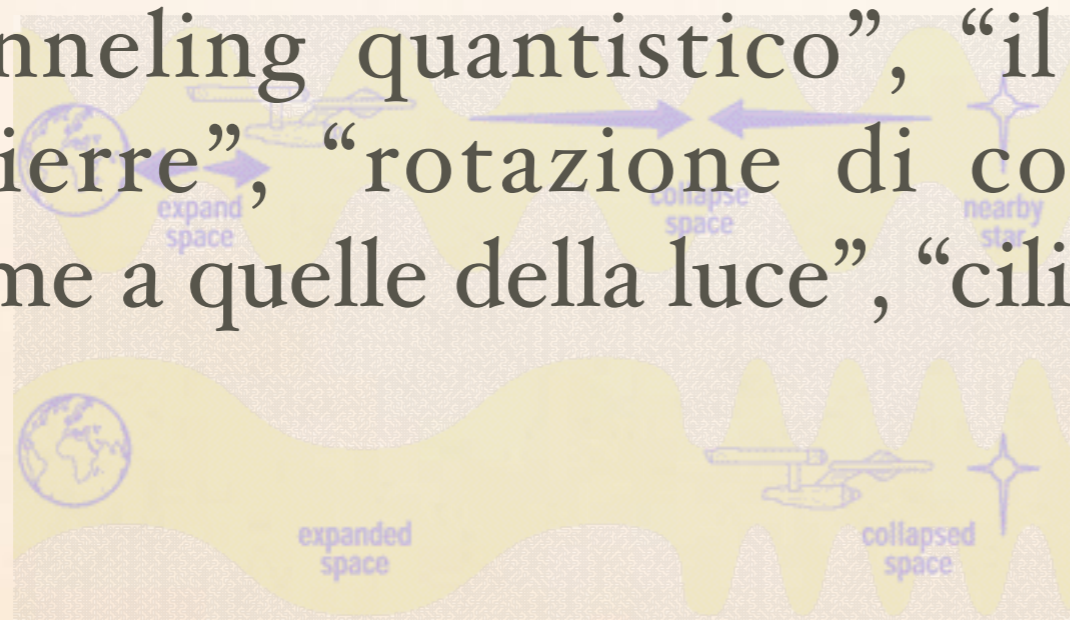 nneling quantistico”, “il
ierre”, “rotazione di co
me a quelle della luce”, “cili
expand
space
collapse
space
nearby
star
expanded
space
collapsed
space